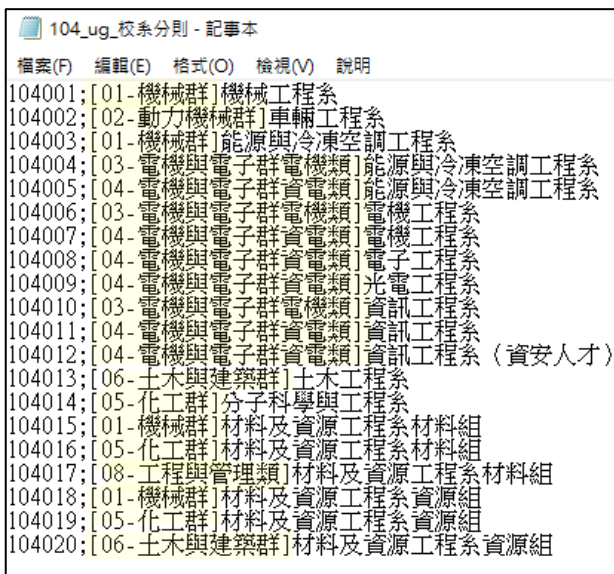 104_ug_校系分則 - 記事本
檔案(F) 編輯(E) 格式(O) 檢視(V) 說明
104001;[01-機械群]機械工程系
104002;[02-動力機械群]車輛工程系
104003;[01-機械群]能源與冷凍空調工程系
104004;[03-電機與電子群電機類]能源與冷凍空調工程系
104005;[04-電機與電子群資電類]能源與冷凍空調工程系
104006;[03-電機與電子群電機類]電機工程系
104007;[04-電機與電子群資電類]電機工程系
104008;[04-電機與電子群資電類]電子工程系
104009;[04-電機與電子群資電類]光電工程系
104010;[03-電機與電子群電機類]資訊工程系
104011;[04-電機與電子群資電類]資訊工程系
104012;[04-電機與電子群資電類]資訊工程系（資安人才）
104013;[06-土木與建築群]土木工程系
104014;[05-化工群]分子科學與工程系
104015;[01-機械群]材料及資源工程系材料組
104016;[05-化工群]材料及資源工程系材料組
104017;[08-工程與管理類]材料及資源工程系材料組
104018;[01-機械群]材料及資源工程系資源組
104019;[05-化工群]材料及資源工程系資源組
104020;[06-土木與建築群]材料及資源工程系資源組